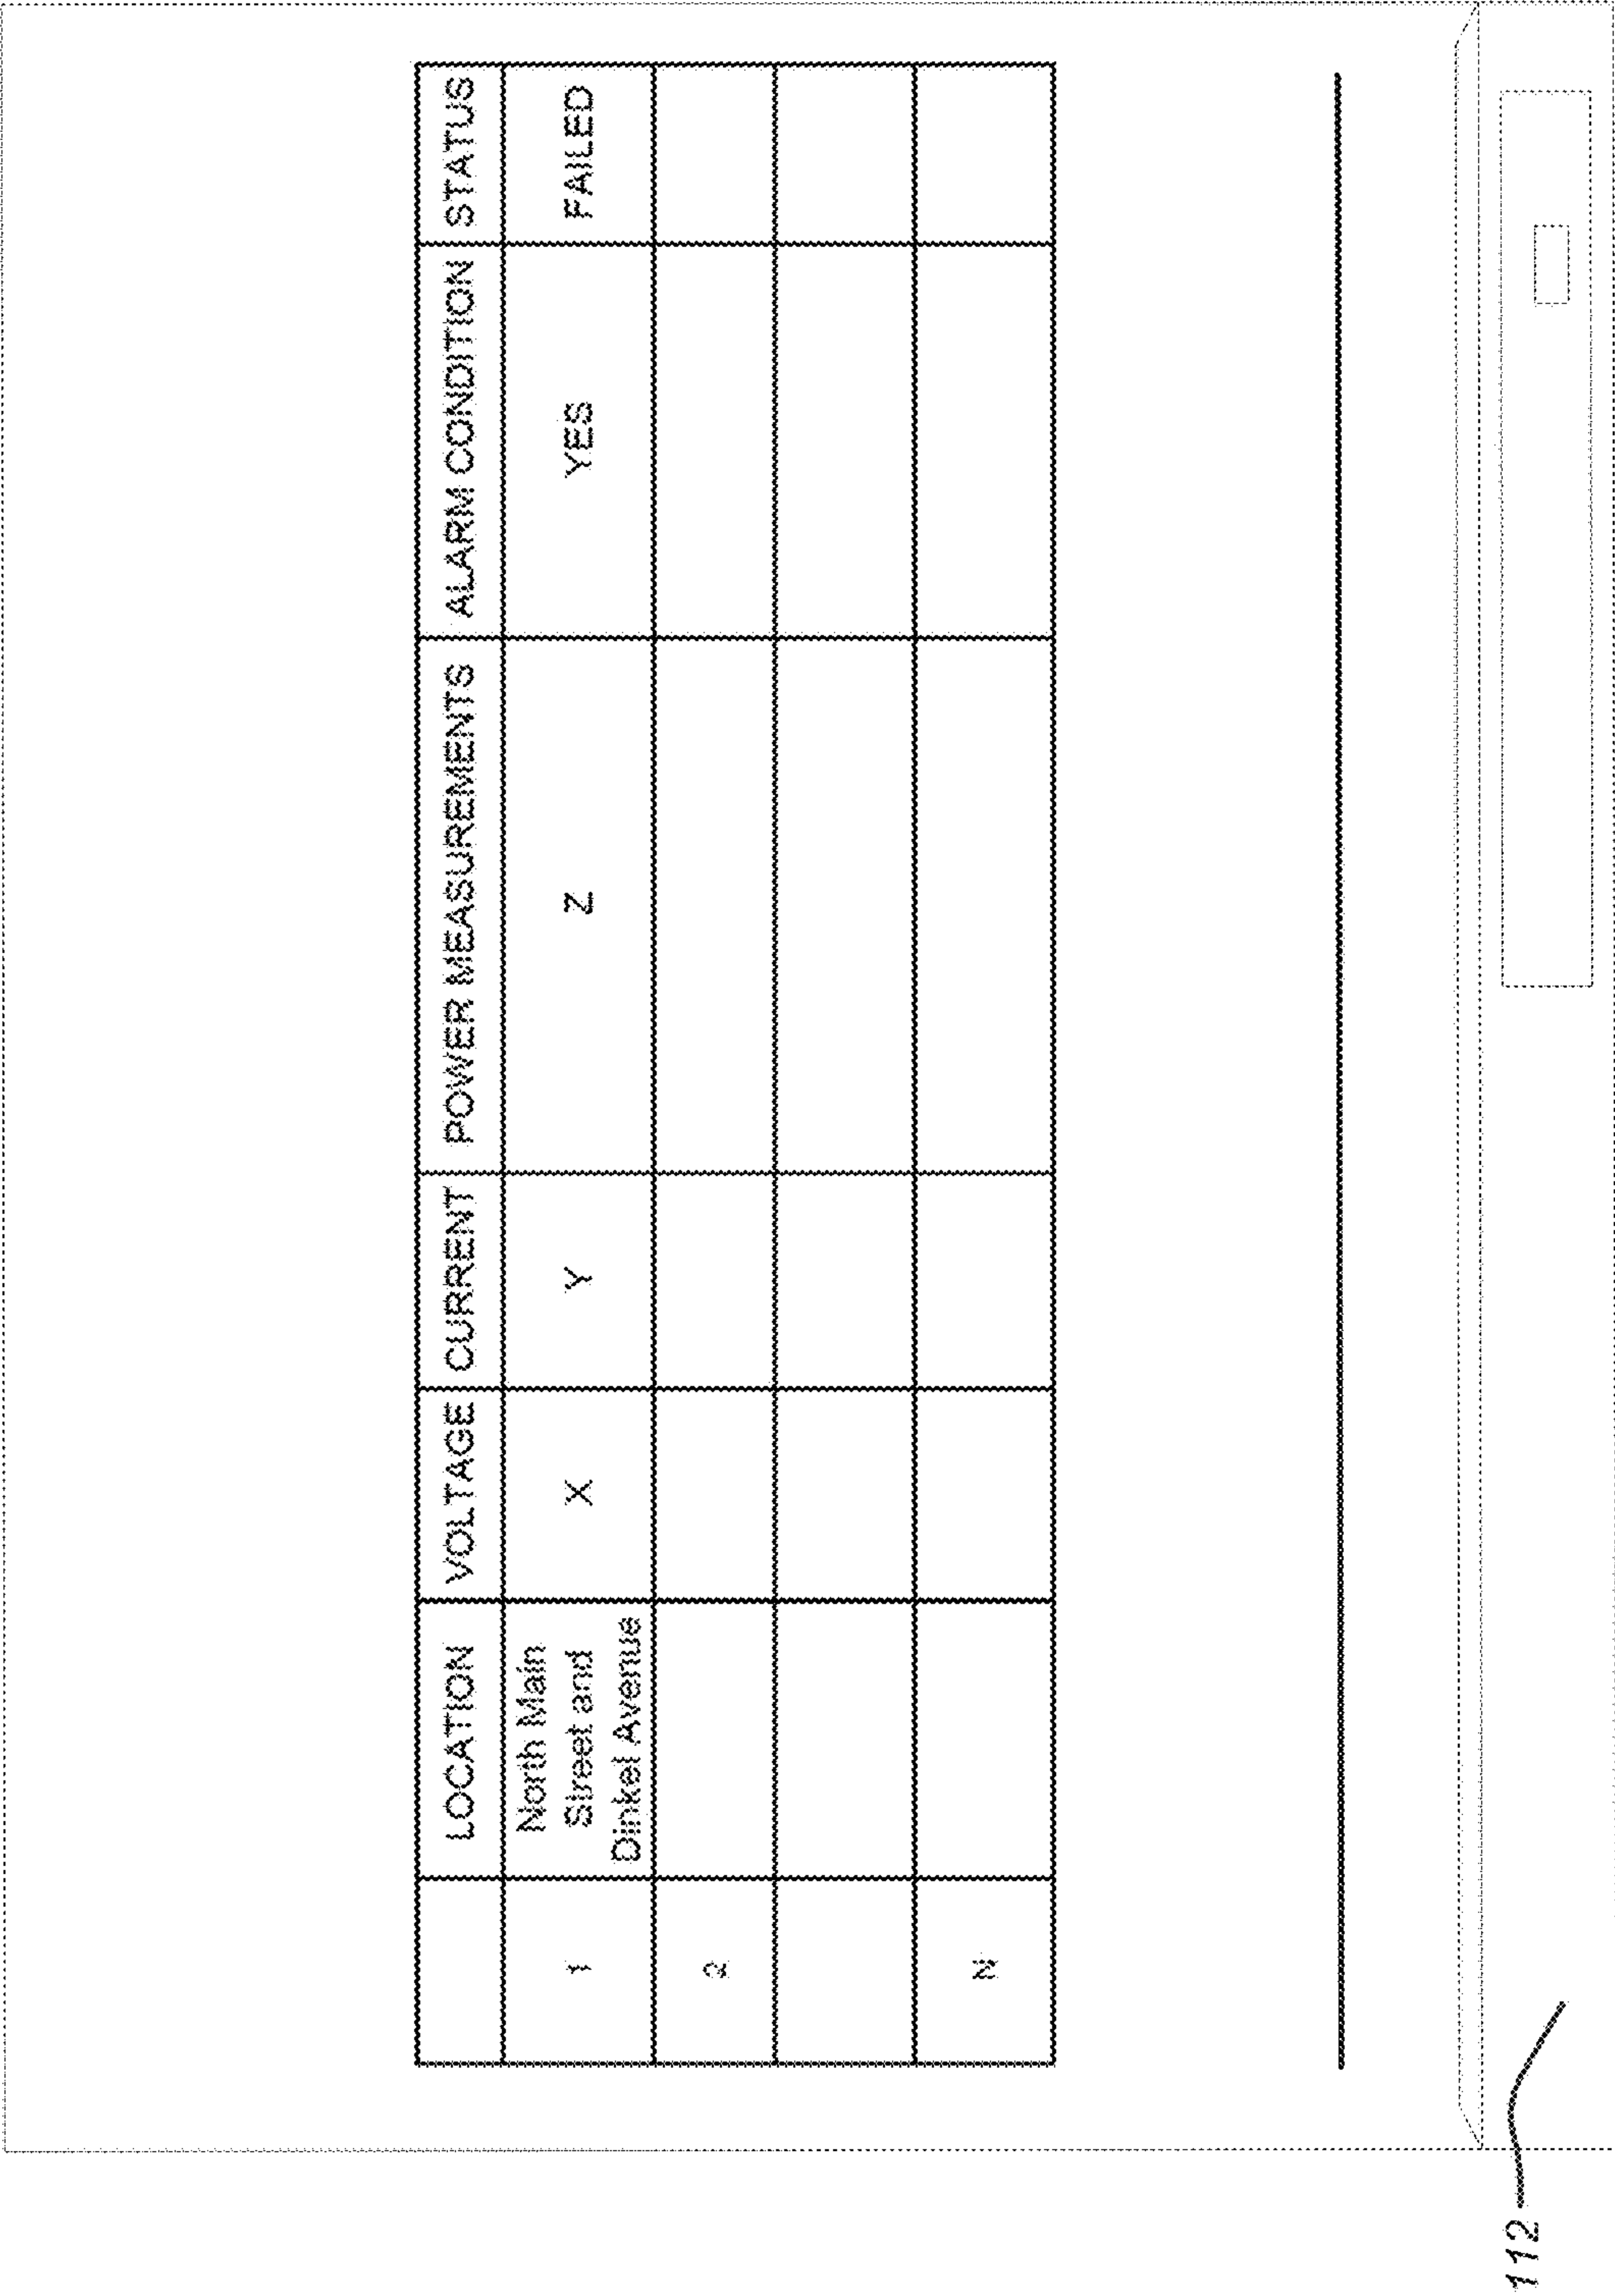 LOCATION VOLTAGE CURRENT POWER MEASUREMENTS ALARM CONDITION STATUS
1 North Main Street and Dinkel Avenue X Y Z YES FAILED
2
N
112